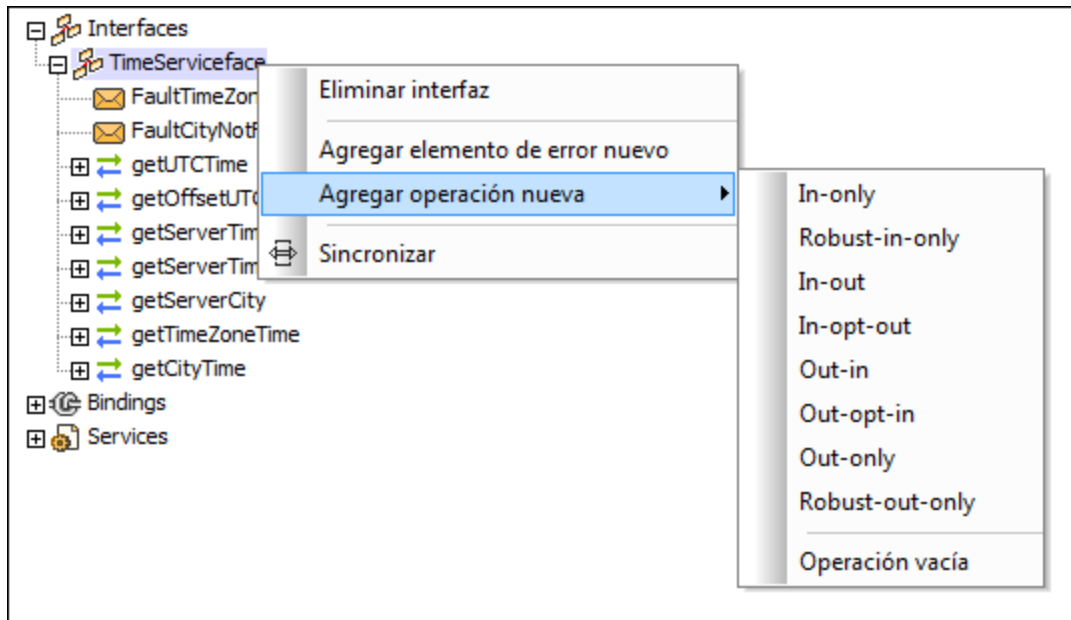 Interfaces
TimeServiceface
FaultTimeZon
FaultCityNotF
getUTCTime
getOffsetUTC
getServerTim
getServerTim
getServerCity
getTimeZoneTime
getCityTime
Bindings
Services
Eliminar interfaz
Agregar elemento de error nuevo
Agregar operación nueva
Sincronizar
In-only
Robust-in-only
In-out
In-opt-out
Out-in
Out-opt-in
Out-only
Robust-out-only
Operación vacía